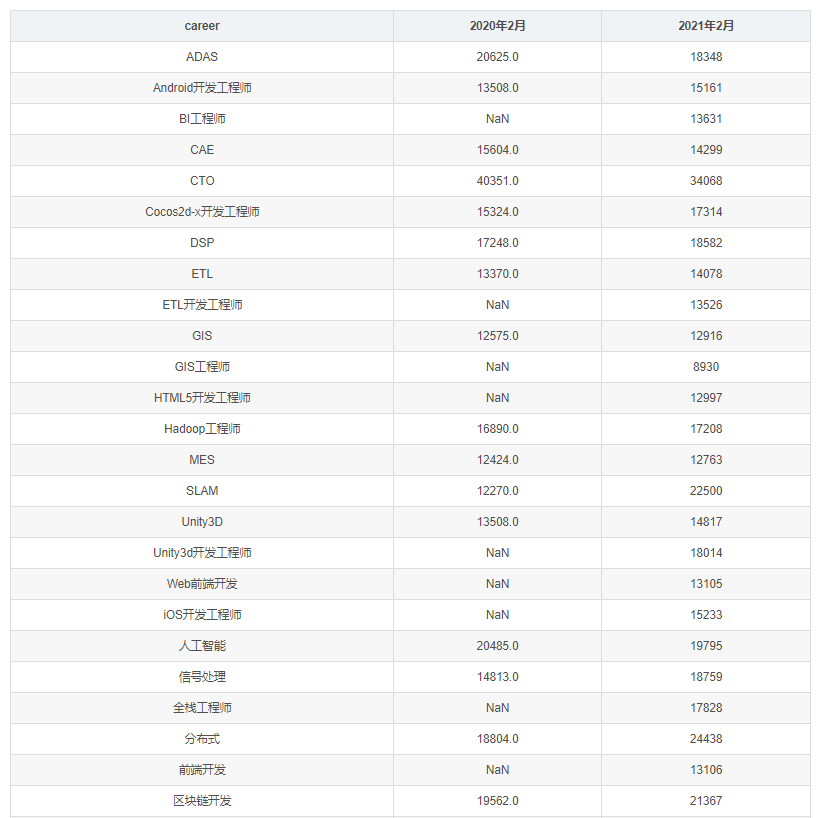 career 2020年2月 2021年2月
ADAS 20625.0 18348
Android开发工程师 13508.0 15161
BI工程师 NaN 13631
CAE 15604.0 14299
CTO 40351.0 34068
Cocos2d-x开发工程师 15324.0 17314
DSP 17248.0 18582
ETL 13370.0 14078
ETL开发工程师 NaN 13526
GIS 12575.0 12916
GIS工程师 NaN 8930
HTML5开发工程师 NaN 12997
Hadoop工程师 16890.0 17208
MES 12424.0 12763
SLAM 12270.0 22500
Unity3D 13508.0 14817
Unity3d开发工程师 NaN 18014
Web前端开发 NaN 13105
iOS开发工程师 NaN 15233
人工智能 20485.0 19795
信号处理 14813.0 18759
全栈工程师 NaN 17828
分布式 18804.0 24438
前端开发 NaN 13106
区块链开发 19562.0 21367